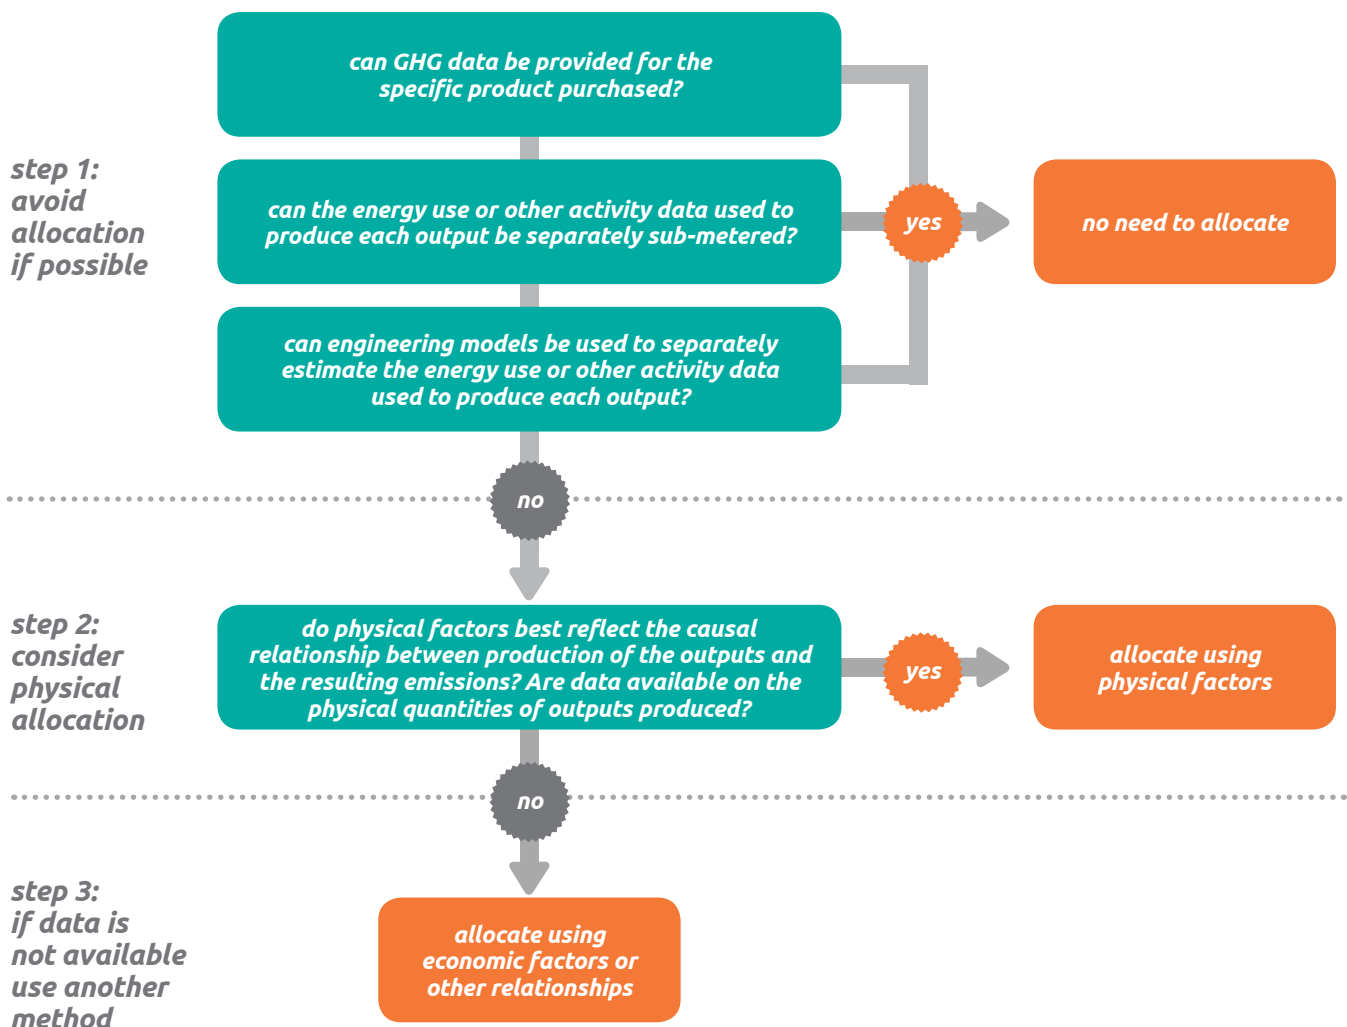 can GHG data be provided for the
specific product purchased?
step 1:
avoid
allocation
if possible
can the energy use or other activity data used to
produce each output be separately sub-metered?
yes
no need to allocate
can engineering models be used to separately
estimate the energy use or other activity data
used to produce each output?
no
step 2:
consider
physical
allocation
do physical factors best reflect the causal
relationship between production of the outputs and
the resulting emissions? Are data available on the
physical quantities of outputs produced?
yes
allocate using
physical factors
no
step 3:
if data is
not available
use another
method
allocate using
economic factors or
other relationships